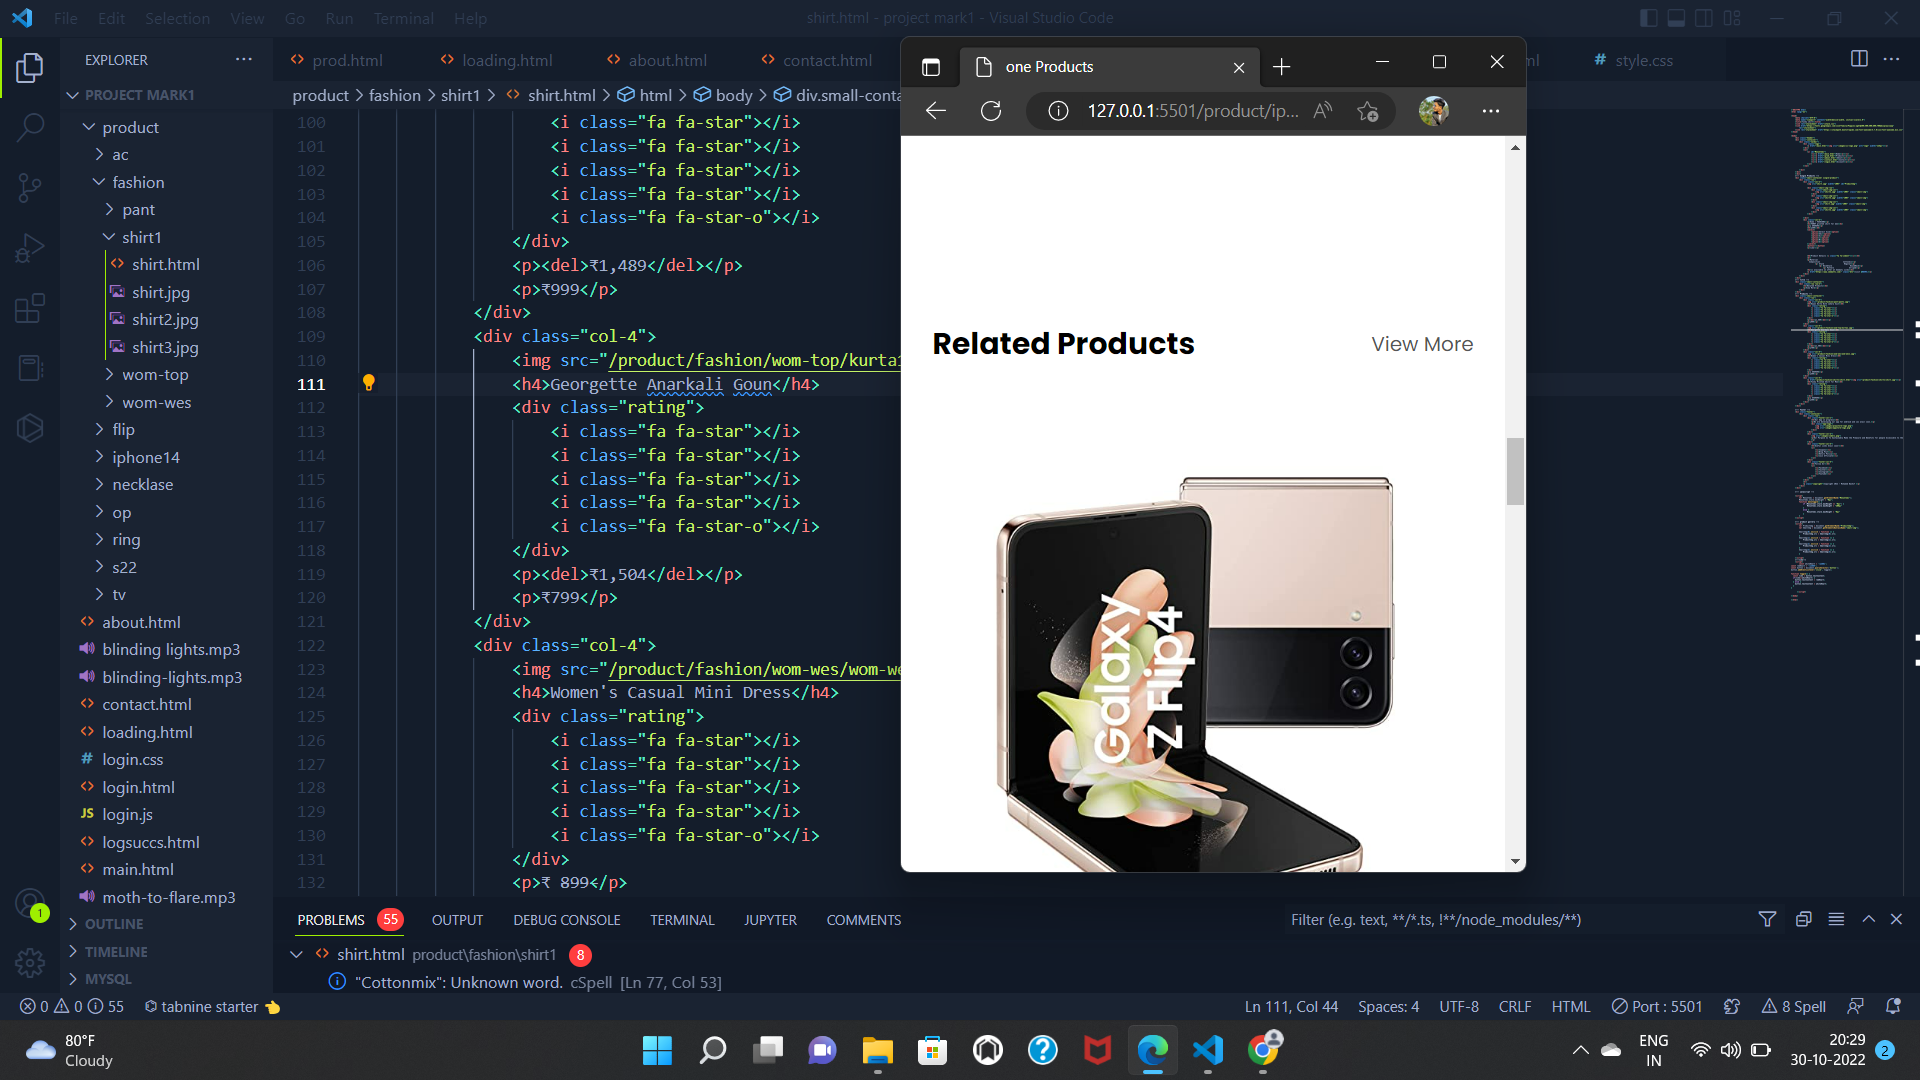 File Edit Selection View Go Run Terminal Help
shirt.html - project mark1 - Visual Studio Code
EXPLORER
PROJECT MARK1
product
ac
fashion
pant
shirt1
shirt.html
shirt.jpg
shirt2.jpg
shirt3.jpg
wom-top
wom-wes
flip
iphone14
necklase
op
ring
s22
tv
about.html
blinding lights.mp3
blinding-lights.mp3
contact.html
loading.html
login.css
login.html
JS login.js
logsuccs.html
main.html
moth-to-flare.mp3
OUTLINE
TIMELINE
MYSQL
1
prod.html loading.html about.html contact.html
# style.css
product > fashion > shirt1 > shirt.html > html > body > div.small-conta
100 <i class="fa fa-star"></i>
101 <i class="fa fa-star"></i>
102 <i class="fa fa-star"></i>
103 <i class="fa fa-star"></i>
104 <i class="fa fa-star-o"></i>
105 </div>
106 <p><del>₹1,489</del></p>
107 <p>₹999</p>
108 </div>
109 <div class="col-4">
110 <img src="/product/fashion/wom-top/kurta1
111 <h4>Georgette Anarkali Goun</h4>
112 <div class="rating">
113 <i class="fa fa-star"></i>
114 <i class="fa fa-star"></i>
115 <i class="fa fa-star"></i>
116 <i class="fa fa-star"></i>
117 <i class="fa fa-star-o"></i>
118 </div>
119 <p><del>₹1,504</del></p>
120 <p>₹799</p>
121 </div>
122 <div class="col-4">
123 <img src="/product/fashion/wom-wes/wom-we
124 <h4>Women's Casual Mini Dress</h4>
125 <div class="rating">
126 <i class="fa fa-star"></i>
127 <i class="fa fa-star"></i>
128 <i class="fa fa-star"></i>
129 <i class="fa fa-star"></i>
130 <i class="fa fa-star-o"></i>
131 </div>
132 <p>₹ 899</p>
one Products
127.0.0.1:5501/product/ip...
Related Products
View More
Galaxy
Z Flip4
PROBLEMS 55 OUTPUT DEBUG CONSOLE TERMINAL JUPYTER COMMENTS
Filter (e.g. text, **/*.ts, !**/node_modules/**)
shirt.html product\fashion\shirt1 8
"Cottonmix": Unknown word. cSpell [Ln 77, Col 53]
0 0 55 tabnine starter
Ln 111, Col 44 Spaces: 4 UTF-8 CRLF HTML Port : 5501 8 Spell
80°F
Cloudy
ENG
IN
20:29
30-10-2022
2